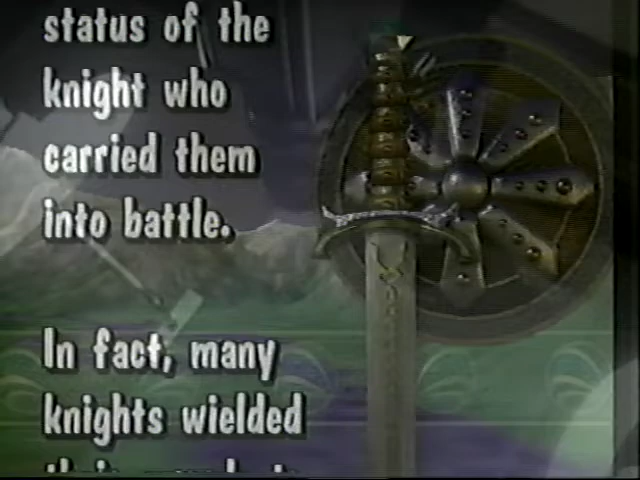 status of the
knight who
carried them
into battle.
In fact, many
knights wielded